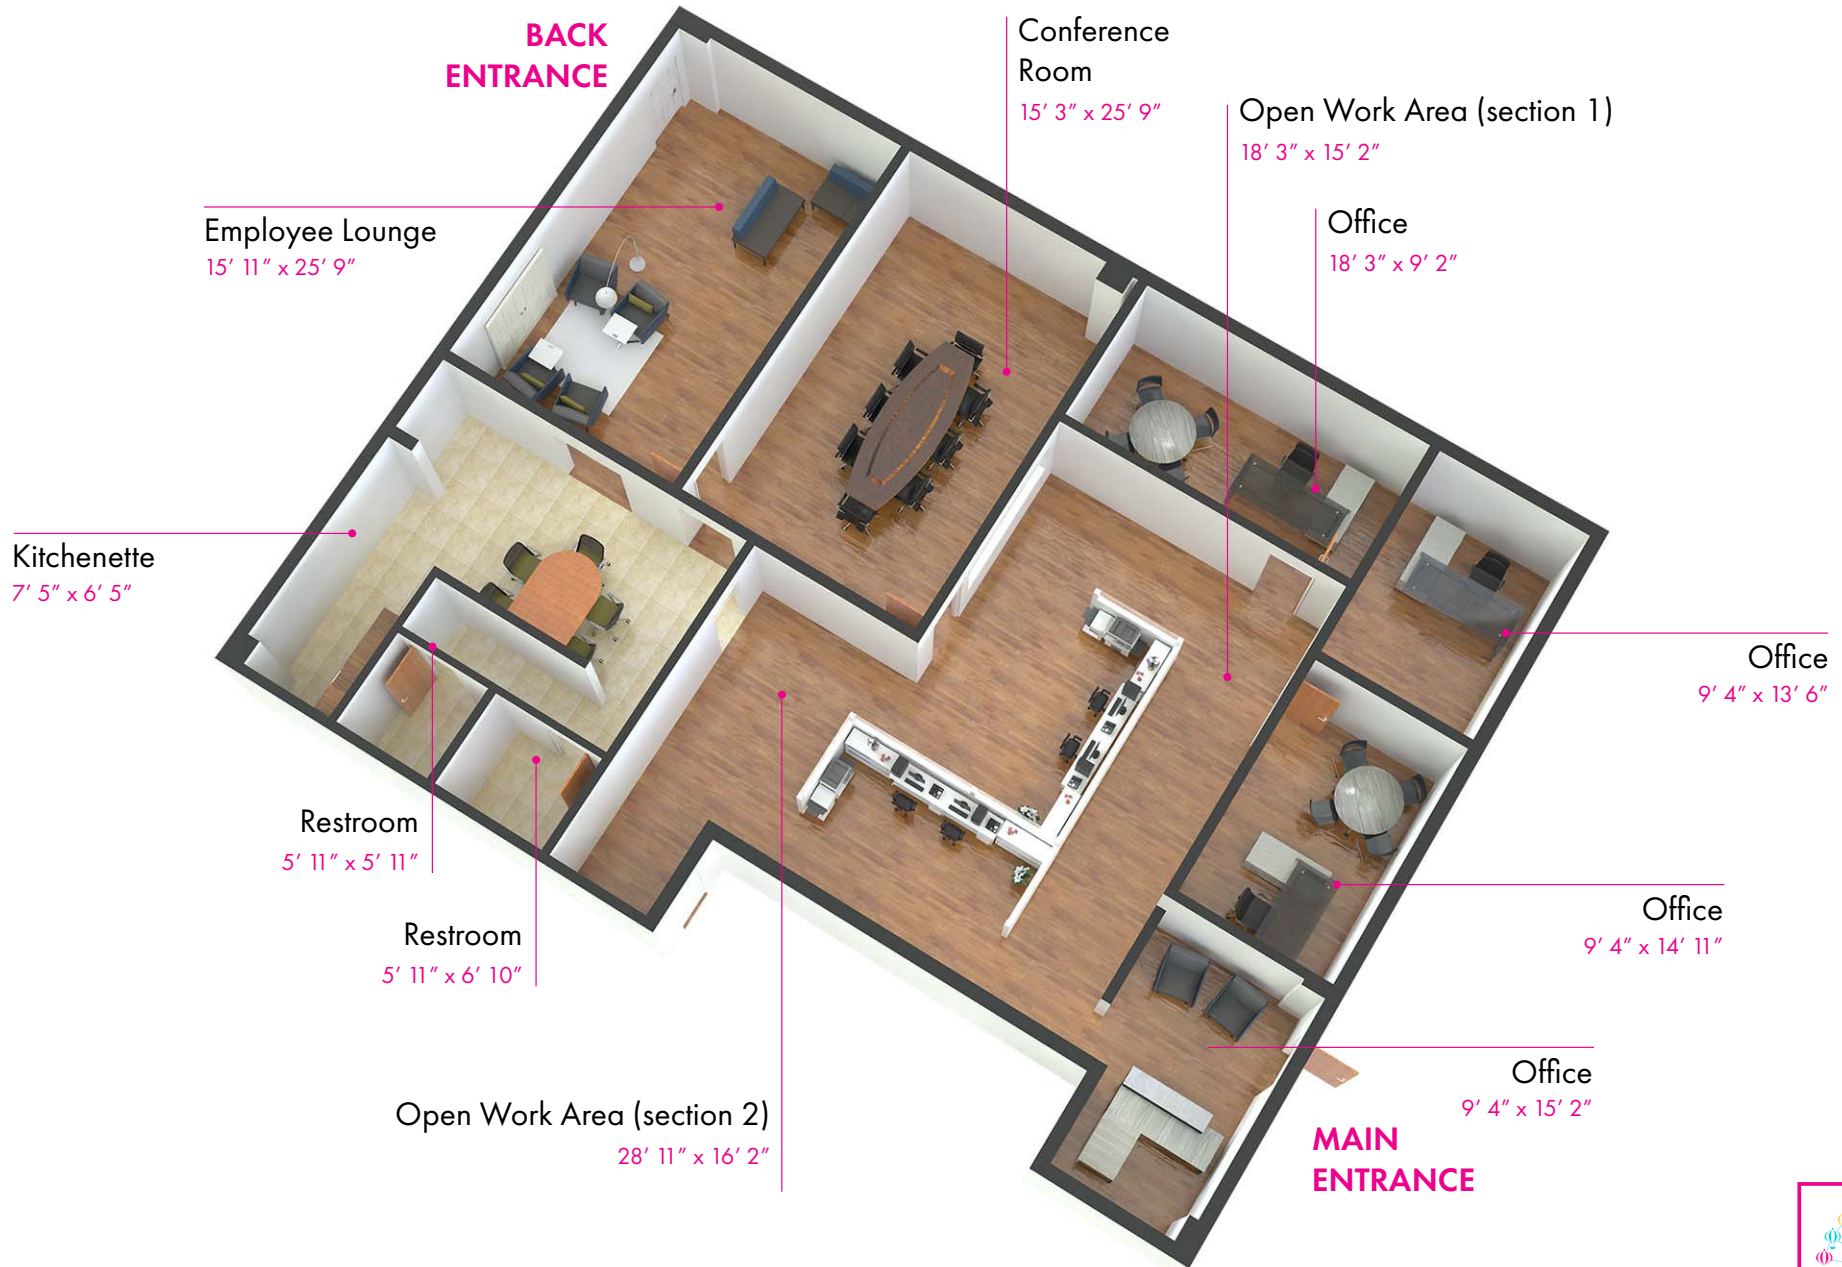 BACK
ENTRANCE
Conference
Room
15’ 3” x 25’ 9”
Open Work Area (section 1)
18’ 3” x 15’ 2”
Office
18’ 3” x 9’ 2”
Employee Lounge
15’ 11” x 25’ 9”
Kitchenette
7’ 5” x 6’ 5”
Office
9’ 4” x 13’ 6”
Restroom
5’ 11” x 5’ 11”
Office
9’ 4” x 14’ 11”
Restroom
5’ 11” x 6’ 10”
Office
9’ 4” x 15’ 2”
Open Work Area (section 2)
28’ 11” x 16’ 2”
MAIN
ENTRANCE